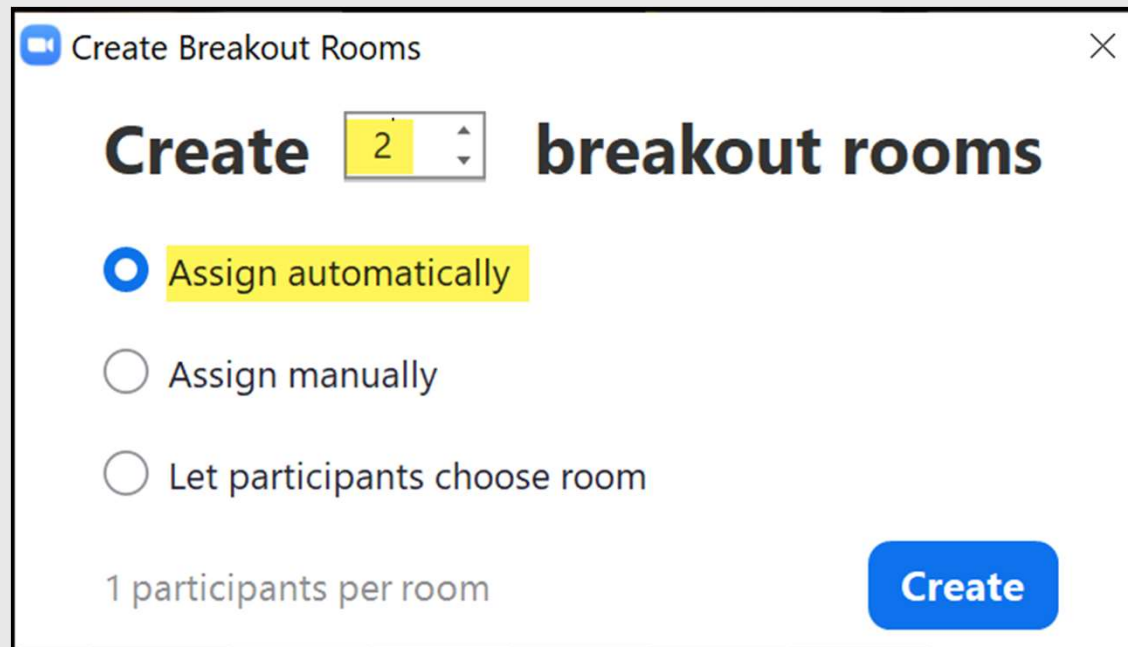 Create Breakout Rooms
Create 2 breakout rooms
Assign automatically
Assign manually
Let participants choose room
1 participants per room
Create